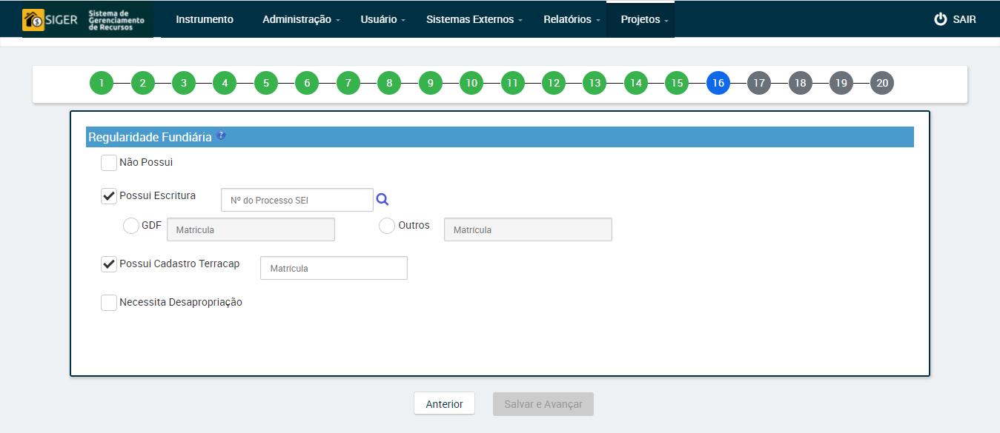 SIGER Sistema de Gerenciamento de Recursos Instrumento Administração Usuário Sistemas Externos Relatórios Projetos SAIR
1 2 3 4 5 6 7 8 9 10 11 12 13 14 15 16 17 18 19 20
Regularidade Fundiária ?
Não Possui
Possui Escritura Nº do Processo SEI
GDF Matricula Outros Matrícula
Possui Cadastro Terracap Matrícula
Necessita Desapropriação
Anterior Salvar e Avançar